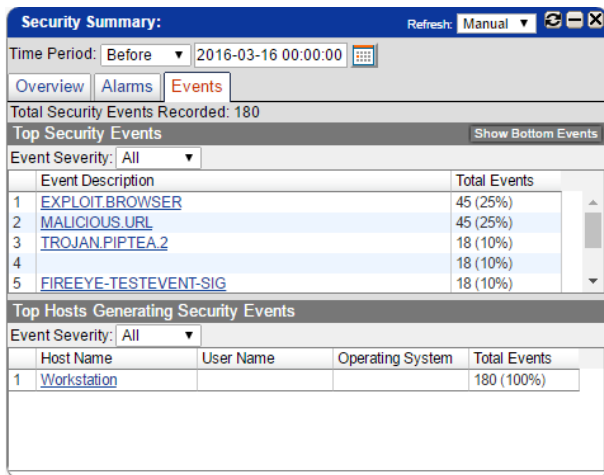 Security Summary: Refresh: Manual
Time Period: Before 2016-03-16 00:00:00
Overview Alarms Events
Total Security Events Recorded: 180
Top Security Events Show Bottom Events
Event Severity: All
Event Description Total Events
1 EXPLOIT.BROWSER 45 (25%)
2 MALICIOUS.URL 45 (25%)
3 TROJAN.PIPTEA.2 18 (10%)
4 18 (10%)
5 FIREEYE-TESTEVENT-SIG 18 (10%)
Top Hosts Generating Security Events
Event Severity: All
Host Name User Name Operating System Total Events
1 Workstation 180 (100%)